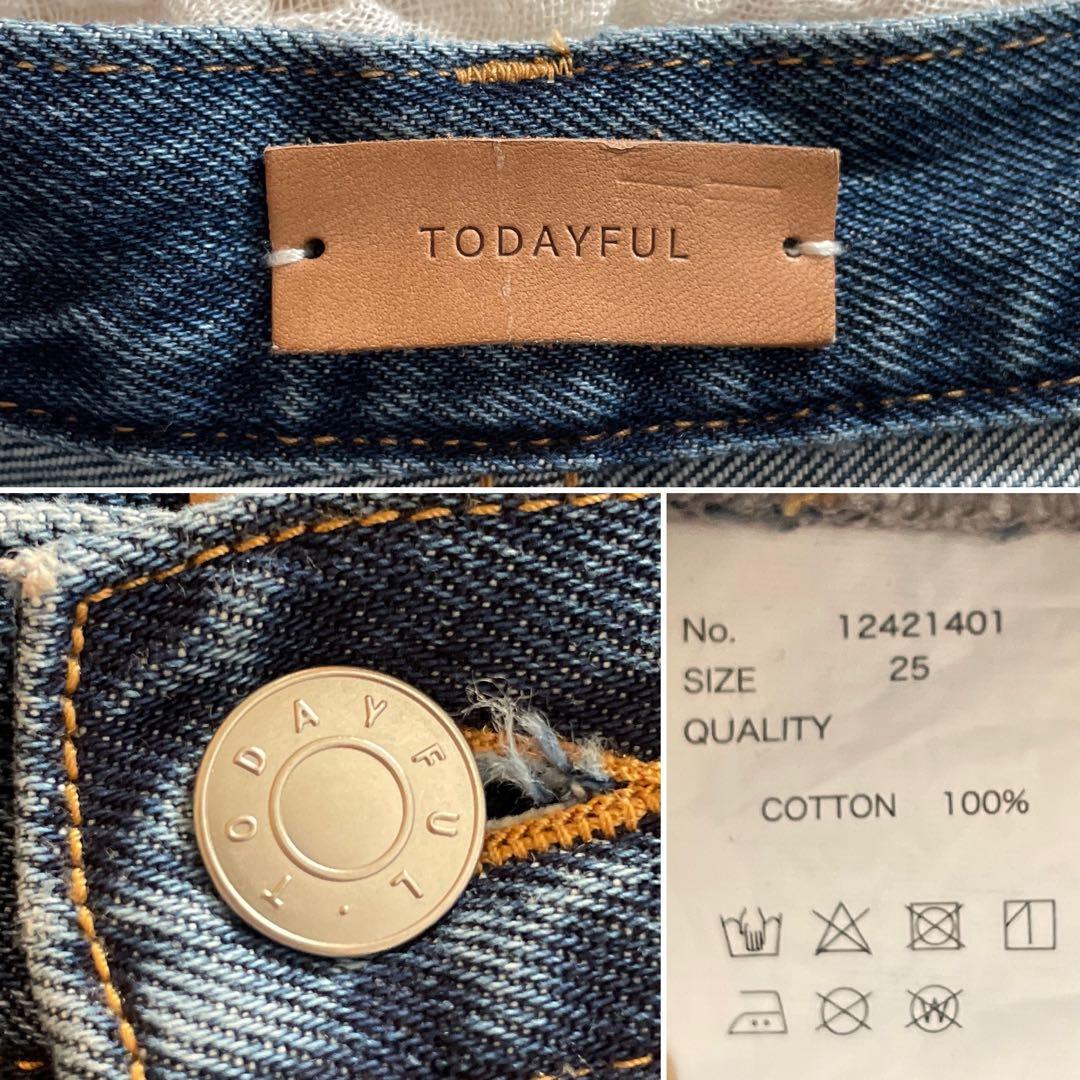 TODAYFUL
TODAYFUL.
No. 12421401
SIZE 25
QUALITY
COTTON 100%
W